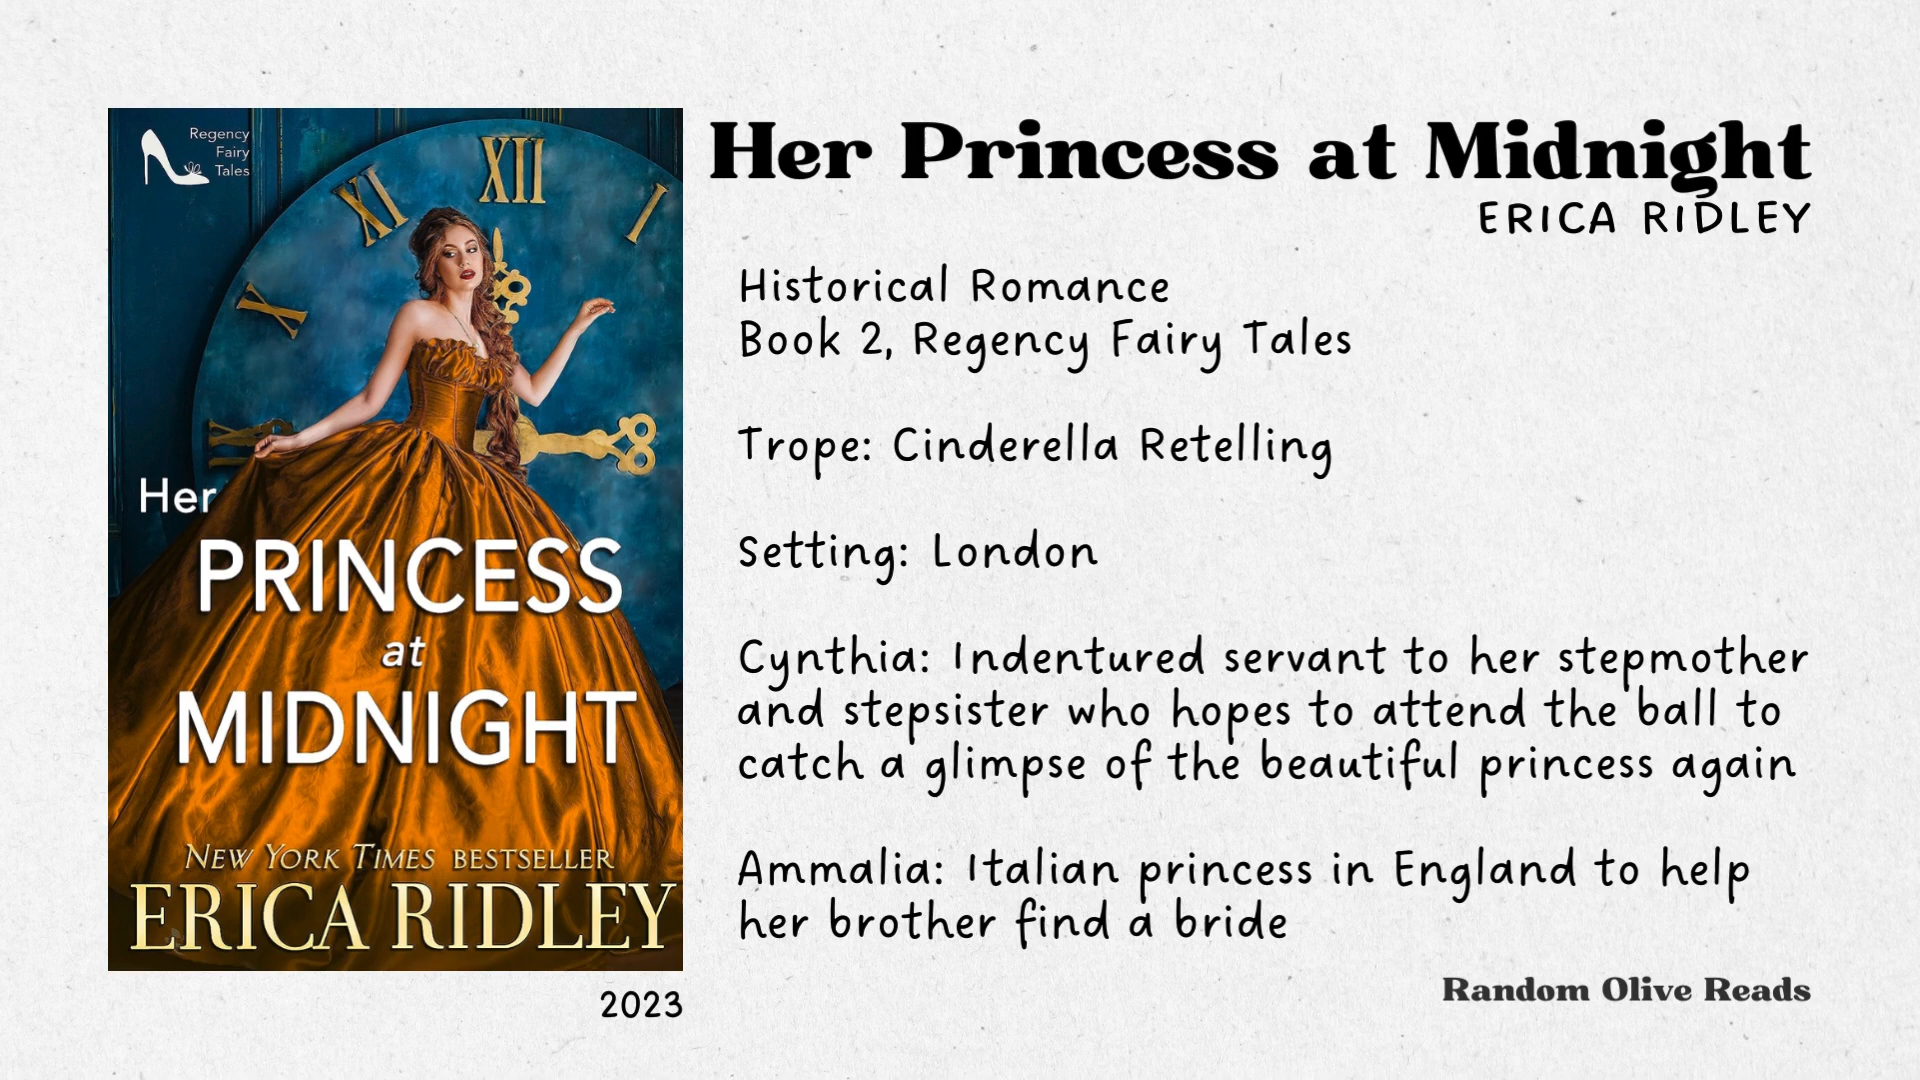 Regency
Fairy
Tales
XII
XI
I
X
IX
Her
PRINCESS
at
MIDNIGHT
NEW YORK TIMES BESTSELLER
ERICA RIDLEY
2023
Her Princess at Midnight
ERICA RIDLEY
Historical Romance
Book 2, Regency Fairy Tales
Trope: Cinderella Retelling
Setting: London
Cynthia: Indentured servant to her stepmother
and stepsister who hopes to attend the ball to
catch a glimpse of the beautiful princess again
Ammalia: Italian princess in England to help
her brother find a bride
Random Olive Reads